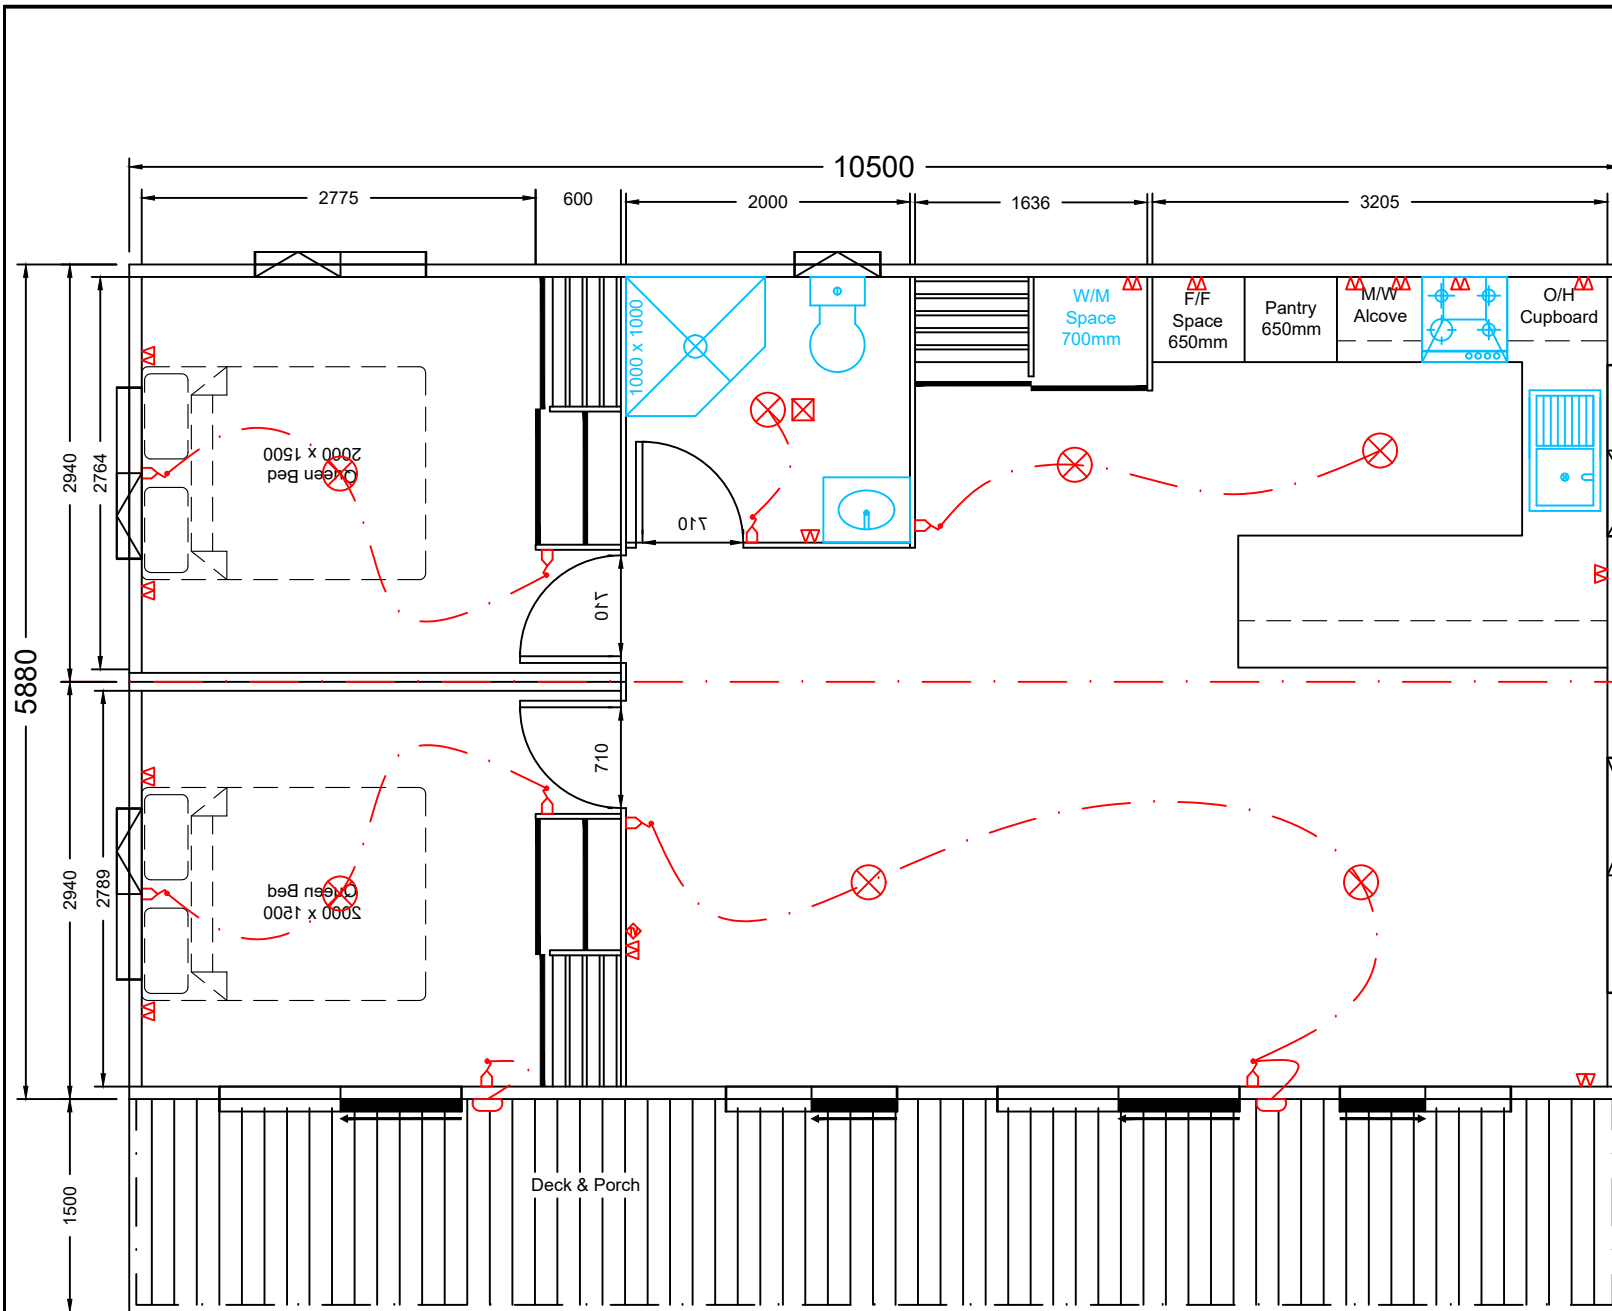 10500
2775
600
2000
1636
3205
W/M
Space
700mm
F/F
Space
650mm
Pantry
650mm
M/W
Alcove
O/H
Cupboard
1000 x 1000
2940
2764
2000 x 1500
Queen Bed
710
710
5880
710
2940
2789
Queen Bed
2000 x 1500
Deck & Porch
1500